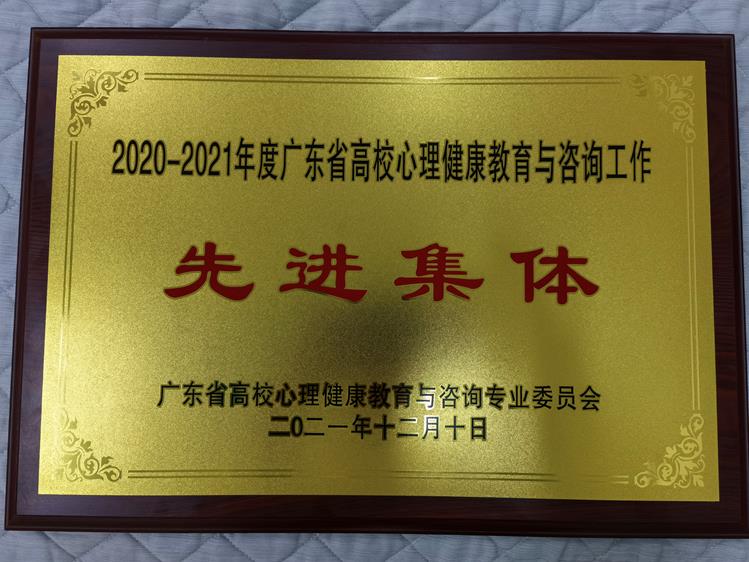 2020-2021年度广东省高校心理健康教育与咨询工作
先进集体
广东省高校心理健康教育与咨询专业委员会
二0二一年十二月十日